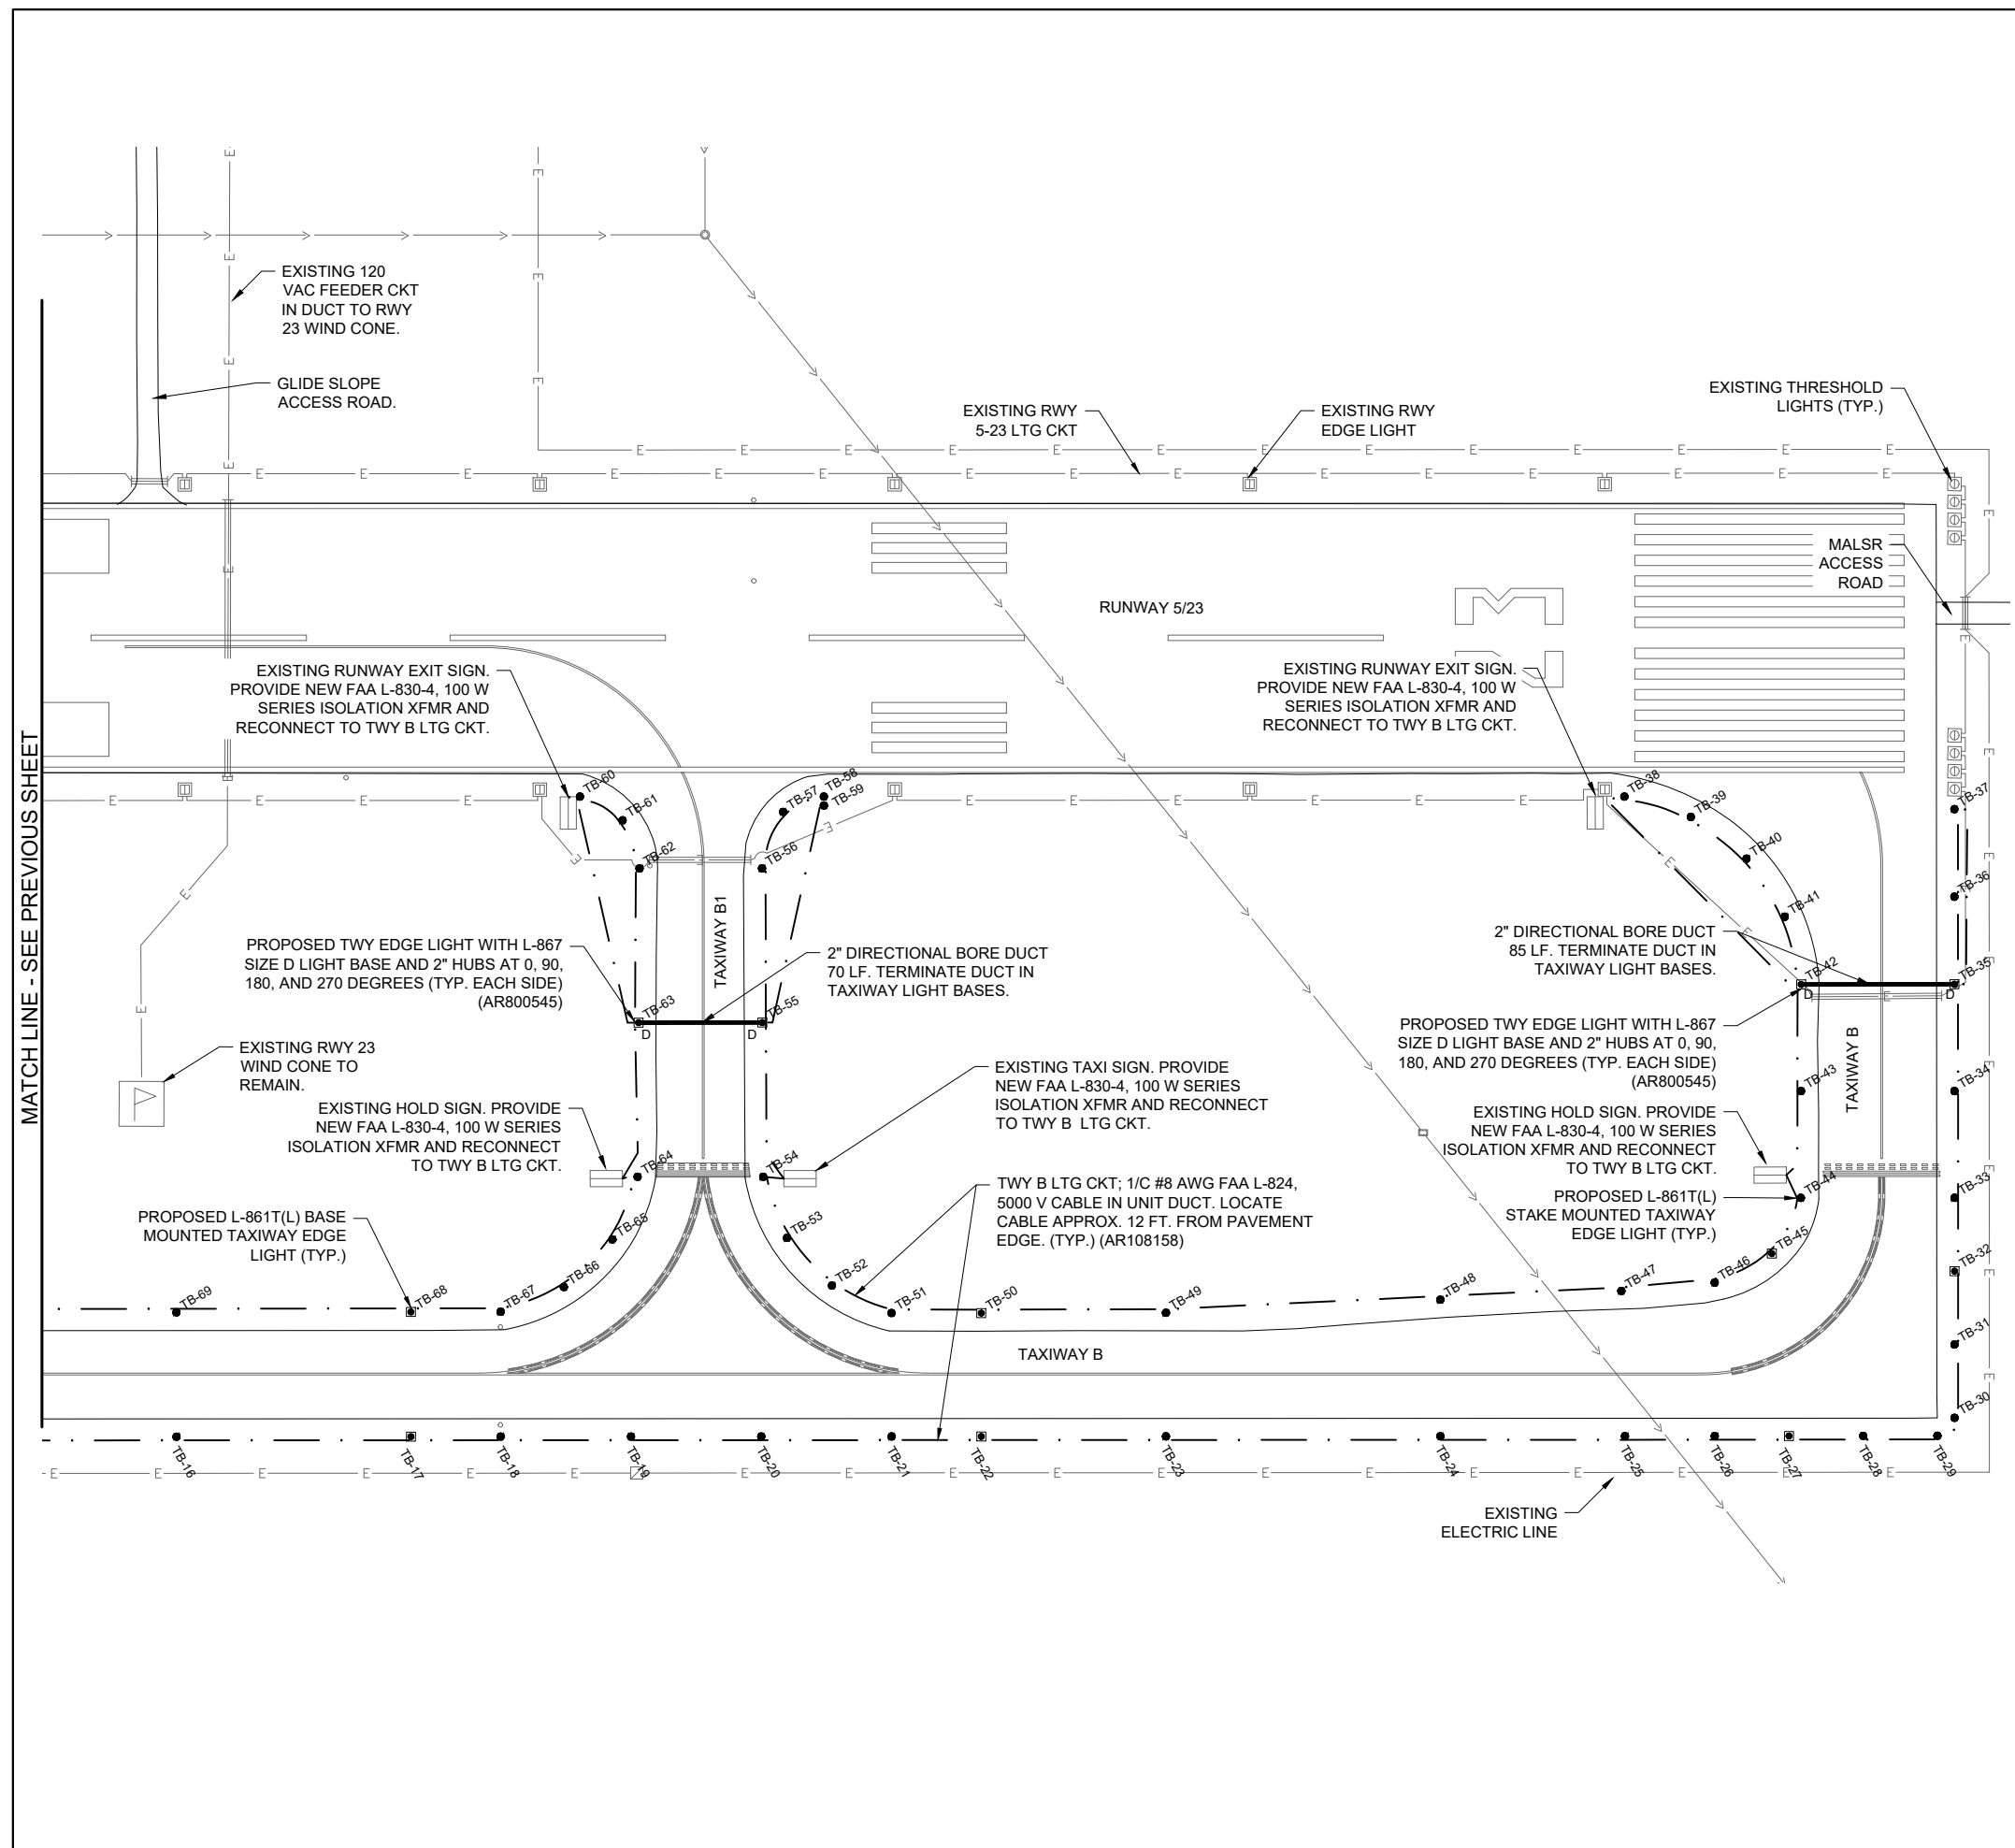 EXISTING 120
VAC FEEDER CKT
IN DUCT TO RWY
23 WIND CONE.
GLIDE SLOPE
ACCESS ROAD.
EXISTING RWY
5-23 LTG CKT
EXISTING RWY
EDGE LIGHT
EXISTING THRESHOLD
LIGHTS (TYP.)
MALSR
ACCESS
ROAD
RUNWAY 5/23
EXISTING RUNWAY EXIT SIGN.
PROVIDE NEW FAA L-830-4, 100 W
SERIES ISOLATION XFMR AND
RECONNECT TO TWY B LTG CKT.
EXISTING RUNWAY EXIT SIGN.
PROVIDE NEW FAA L-830-4, 100 W
SERIES ISOLATION XFMR AND
RECONNECT TO TWY B LTG CKT.
MATCH LINE - SEE PREVIOUS SHEET
TB-60
TB-61
TB-62
TB-57
TB-58
TB-59
TB-56
TB-38
TB-39
TB-40
TB-41
TB-37
TB-36
TAXIWAY B1
PROPOSED TWY EDGE LIGHT WITH L-867
SIZE D LIGHT BASE AND 2" HUBS AT 0, 90,
180, AND 270 DEGREES (TYP. EACH SIDE)
(AR800545)
2" DIRECTIONAL BORE DUCT
70 LF. TERMINATE DUCT IN
TAXIWAY LIGHT BASES.
2" DIRECTIONAL BORE DUCT
85 LF. TERMINATE DUCT IN
TAXIWAY LIGHT BASES.
TB-42
TB-35
D
D
TB-63
TB-55
D
D
PROPOSED TWY EDGE LIGHT WITH L-867
SIZE D LIGHT BASE AND 2" HUBS AT 0, 90,
180, AND 270 DEGREES (TYP. EACH SIDE)
(AR800545)
EXISTING RWY 23
WIND CONE TO
REMAIN.
EXISTING TAXI SIGN. PROVIDE
NEW FAA L-830-4, 100 W SERIES
ISOLATION XFMR AND RECONNECT
TO TWY B LTG CKT.
TAXIWAY B
TB-43
TB-34
EXISTING HOLD SIGN. PROVIDE
NEW FAA L-830-4, 100 W SERIES
ISOLATION XFMR AND RECONNECT
TO TWY B LTG CKT.
EXISTING HOLD SIGN. PROVIDE
NEW FAA L-830-4, 100 W SERIES
ISOLATION XFMR AND RECONNECT
TO TWY B LTG CKT.
TB-64
TB-54
TB-44
TB-33
TWY B LTG CKT; 1/C #8 AWG FAA L-824,
5000 V CABLE IN UNIT DUCT. LOCATE
CABLE APPROX. 12 FT. FROM PAVEMENT
EDGE. (TYP.) (AR108158)
PROPOSED L-861T(L)
STAKE MOUNTED TAXIWAY
EDGE LIGHT (TYP.)
PROPOSED L-861T(L) BASE
MOUNTED TAXIWAY EDGE
LIGHT (TYP.)
TB-65
TB-53
TB-45
TB-32
TB-69
TB-68
TB-67
TB-66
TB-52
TB-51
TB-50
TB-49
TB-48
TB-47
TB-46
TB-31
TAXIWAY B
TB-30
TB-16
TB-17
TB-18
TB-19
TB-20
TB-21
TB-22
TB-23
TB-24
TB-25
TB-26
TB-27
TB-28
TB-29
EXISTING
ELECTRIC LINE